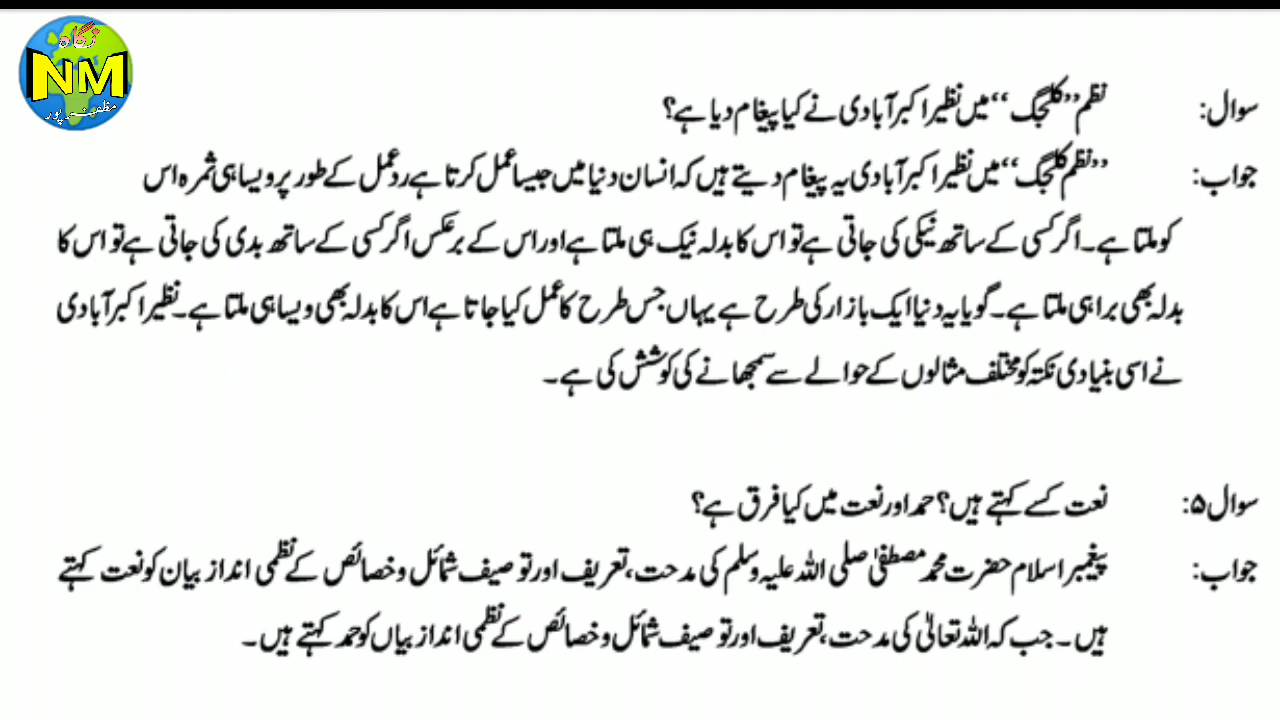 نگاہ
NM
مظفر پور
سوال: نظم ”کلجگ“ میں نظیر اکبر آبادی نے کیا پیغام دیا ہے؟
جواب: ”نظم کلجگ“ میں نظیر اکبر آبادی یہ پیغام دیتے ہیں کہ انسان دنیا میں جیسا عمل کرتا ہے ردعمل کے طور پر ویسا ہی ثمرہ اس
کو ملتا ہے۔ اگر کسی کے ساتھ نیکی کی جاتی ہے تو اس کا بدلہ نیک ہی ملتا ہے اور اس کے برعکس اگر کسی کے ساتھ بدی کی جاتی ہے تو اس کا
بدلہ بھی برا ہی ملتا ہے۔ گویا یہ دنیا ایک بازار کی طرح ہے یہاں جس طرح کا عمل کیا جاتا ہے اس کا بدلہ بھی ویسا ہی ملتا ہے۔ نظیر اکبر آبادی
نے اسی بنیادی نکتہ کو مختلف مثالوں کے حوالے سے سمجھانے کی کوشش کی ہے۔
سوال ۵: نعت کسے کہتے ہیں؟ حمد اور نعت میں کیا فرق ہے؟
جواب: پیغمبر اسلام حضرت محمد مصطفیٰ صلی اللہ علیہ وسلم کی مدحت، تعریف اور توصیف شمائل و خصائص کے نظمی انداز بیان کو نعت کہتے
ہیں۔ جب کہ اللہ تعالیٰ کی مدحت، تعریف اور توصیف شمائل و خصائص کے نظمی انداز بیاں کو حمد کہتے ہیں۔